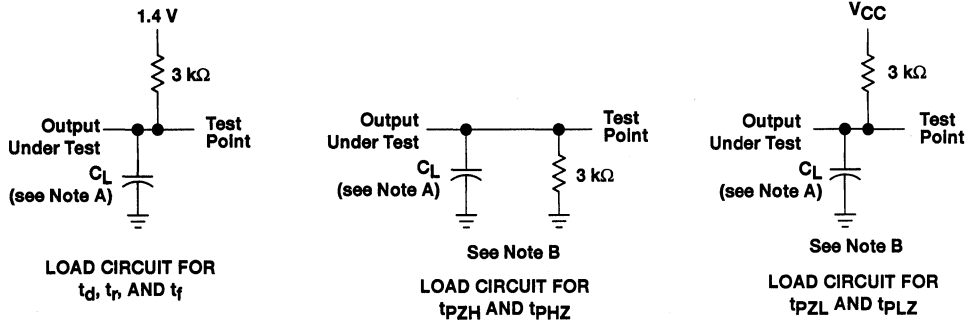 1.4 V
3 kΩ
Output
Under Test
Test
Point
CL
(see Note A)
LOAD CIRCUIT FOR
td, tr, AND tf
Output
Under Test
Test
Point
CL
(see Note A)
3 kΩ
See Note B
LOAD CIRCUIT FOR
tPZH AND tPHZ
VCC
3 kΩ
Output
Under Test
Test
Point
CL
(see Note A)
See Note B
LOAD CIRCUIT FOR
tPZL AND tPLZ